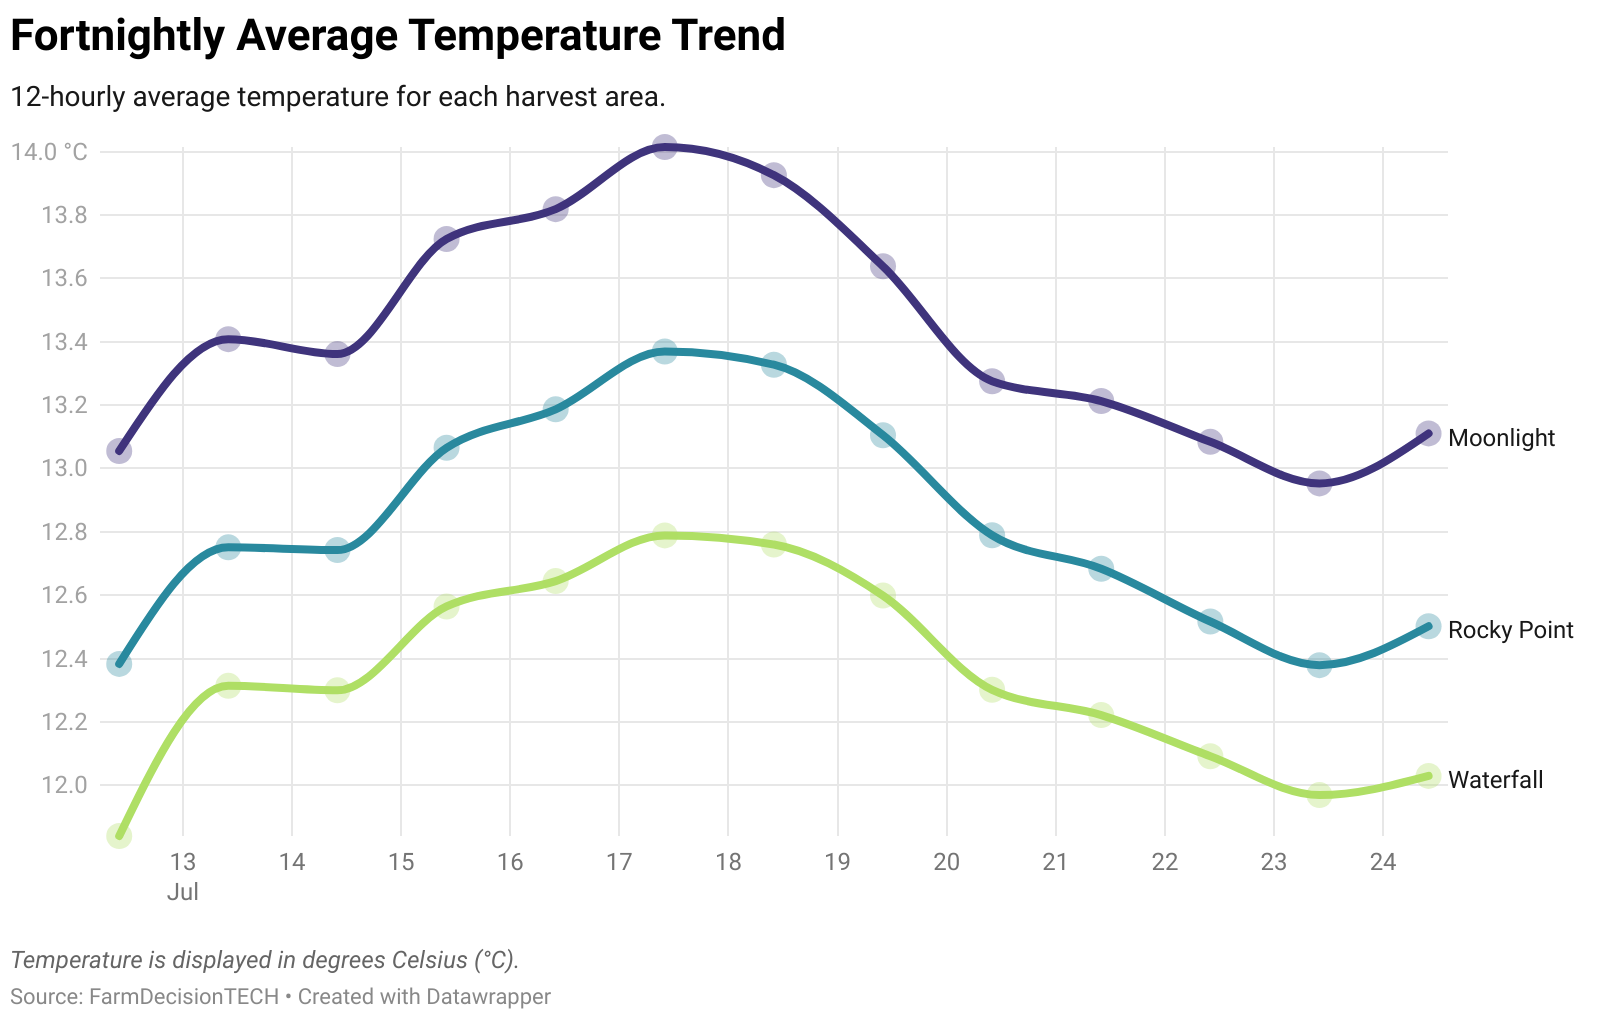 Fortnightly Average Temperature Trend
12-hourly average temperature for each harvest area.
14.0 °C
13.8
13.6
13.4
13.2
13.0
12.8
12.6
12.4
12.2
12.0
Moonlight
Rocky Point
Waterfall
13 14 15 16 17 18 19 20 21 22 23 24
Jul
Temperature is displayed in degrees Celsius (°C).
Source: FarmDecisionTECH • Created with Datawrapper